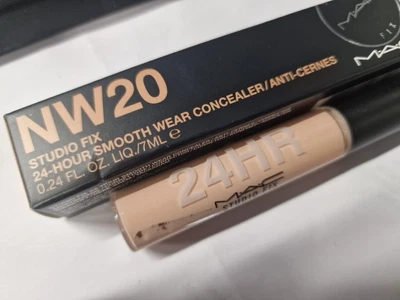 NW20
STUDIO FIX
24-HOUR SMOOTH WEAR CONCEALER/ANTI-CERNES
0.24 FL. OZ. LIQ./7ML ℮
MAC
FIX
24HR
MAC
STUDIO FIX